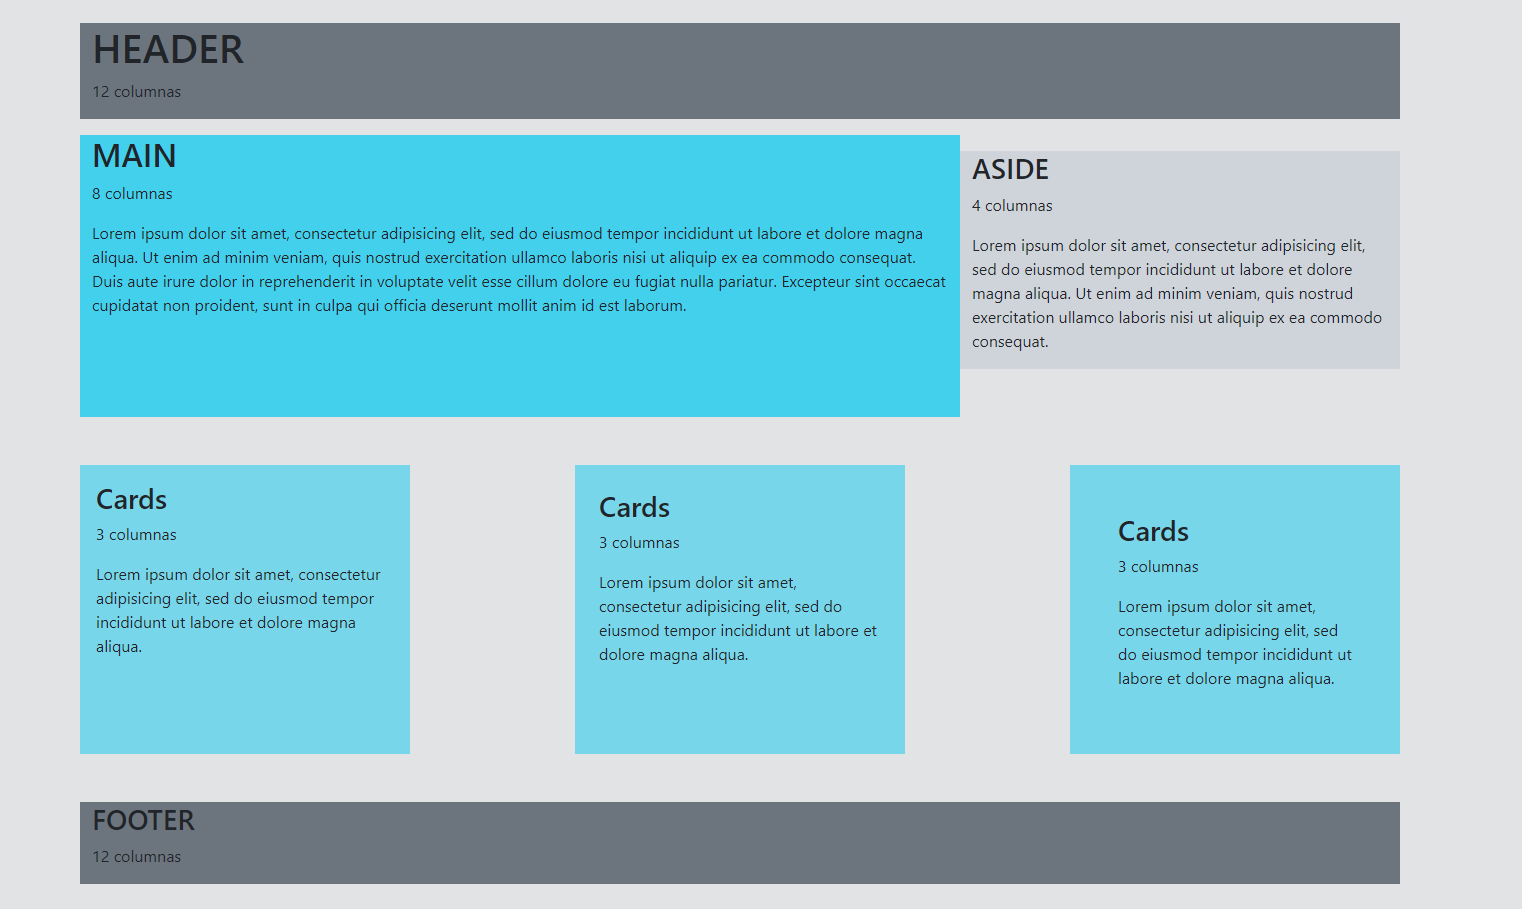 HEADER
12 columnas
MAIN
8 columnas
Lorem ipsum dolor sit amet, consectetur adipisicing elit, sed do eiusmod tempor incididunt ut labore et dolore magna
aliqua. Ut enim ad minim veniam, quis nostrud exercitation ullamco laboris nisi ut aliquip ex ea commodo consequat.
Duis aute irure dolor in reprehenderit in voluptate velit esse cillum dolore eu fugiat nulla pariatur. Excepteur sint occaecat
cupidatat non proident, sunt in culpa qui officia deserunt mollit anim id est laborum.
ASIDE
4 columnas
Lorem ipsum dolor sit amet, consectetur adipisicing elit,
sed do eiusmod tempor incididunt ut labore et dolore
magna aliqua. Ut enim ad minim veniam, quis nostrud
exercitation ullamco laboris nisi ut aliquip ex ea commodo
consequat.
Cards
3 columnas
Lorem ipsum dolor sit amet, consectetur
adipisicing elit, sed do eiusmod tempor
incididunt ut labore et dolore magna
aliqua.
Cards
3 columnas
Lorem ipsum dolor sit amet,
consectetur adipisicing elit, sed do
eiusmod tempor incididunt ut labore et
dolore magna aliqua.
Cards
3 columnas
Lorem ipsum dolor sit amet,
consectetur adipisicing elit, sed
do eiusmod tempor incididunt ut
labore et dolore magna aliqua.
FOOTER
12 columnas